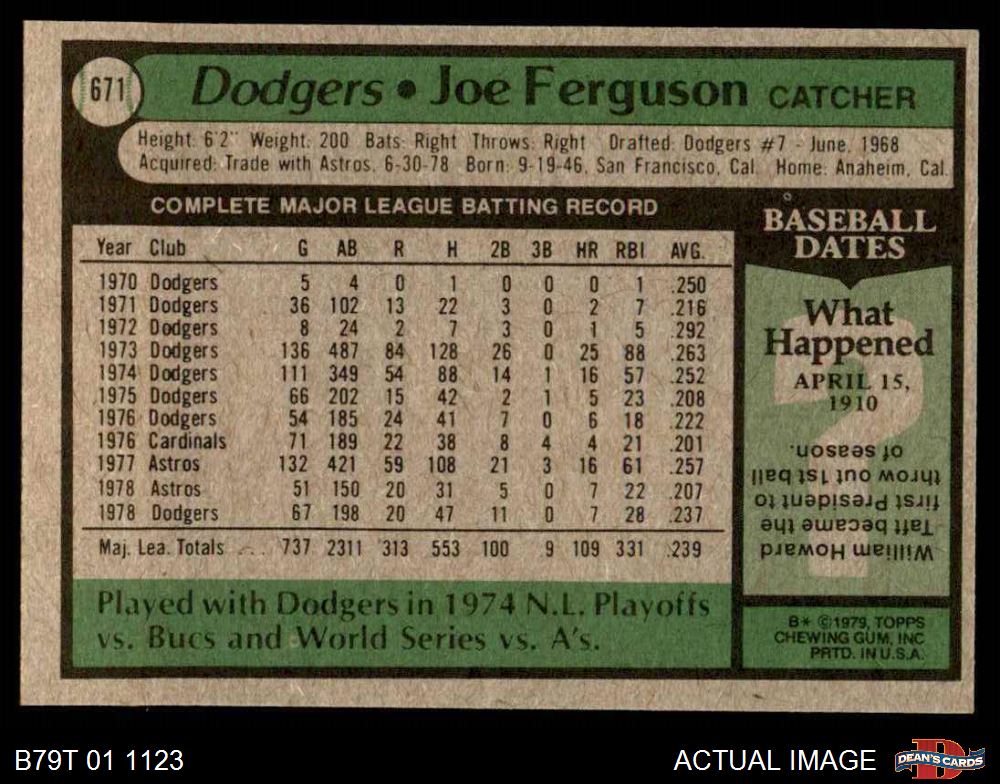 671
Dodgers • Joe Ferguson CATCHER
Height: 6'2" Weight: 200 Bats: Right Throws: Right Drafted: Dodgers #7 - June, 1968
Acquired: Trade with Astros, 6-30-78 Born: 9-19-46, San Francisco, Cal. Home: Anaheim, Cal.
COMPLETE MAJOR LEAGUE BATTING RECORD
Year Club G AB R H 2B 3B HR RBI AVG.
1970 Dodgers 5 4 0 1 0 0 0 1 .250
1971 Dodgers 36 102 13 22 3 0 2 7 .216
1972 Dodgers 8 24 2 7 3 0 1 5 .292
1973 Dodgers 136 487 84 128 26 0 25 88 .263
1974 Dodgers 111 349 54 88 14 1 16 57 .252
1975 Dodgers 66 202 15 42 2 1 5 23 .208
1976 Dodgers 54 185 24 41 7 0 6 18 .222
1976 Cardinals 71 189 22 38 8 4 4 21 .201
1977 Astros 132 421 59 108 21 3 16 61 .257
1978 Astros 51 150 20 31 5 0 7 22 .207
1978 Dodgers 67 198 20 47 11 0 7 28 .237
Maj. Lea. Totals 737 2311 313 553 100 9 109 331 .239
Played with Dodgers in 1974 N.L. Playoffs
vs. Bucs and World Series vs. A's.
BASEBALL
DATES
What
Happened
APRIL 15,
1910
William Howard
Taft became the
first President to
throw out 1st ball
of season.
B* ©1979, TOPPS
CHEWING GUM, INC
PRTD. IN U.S.A.
B79T 01 1123
ACTUAL IMAGE
D
DEAN'S CARDS